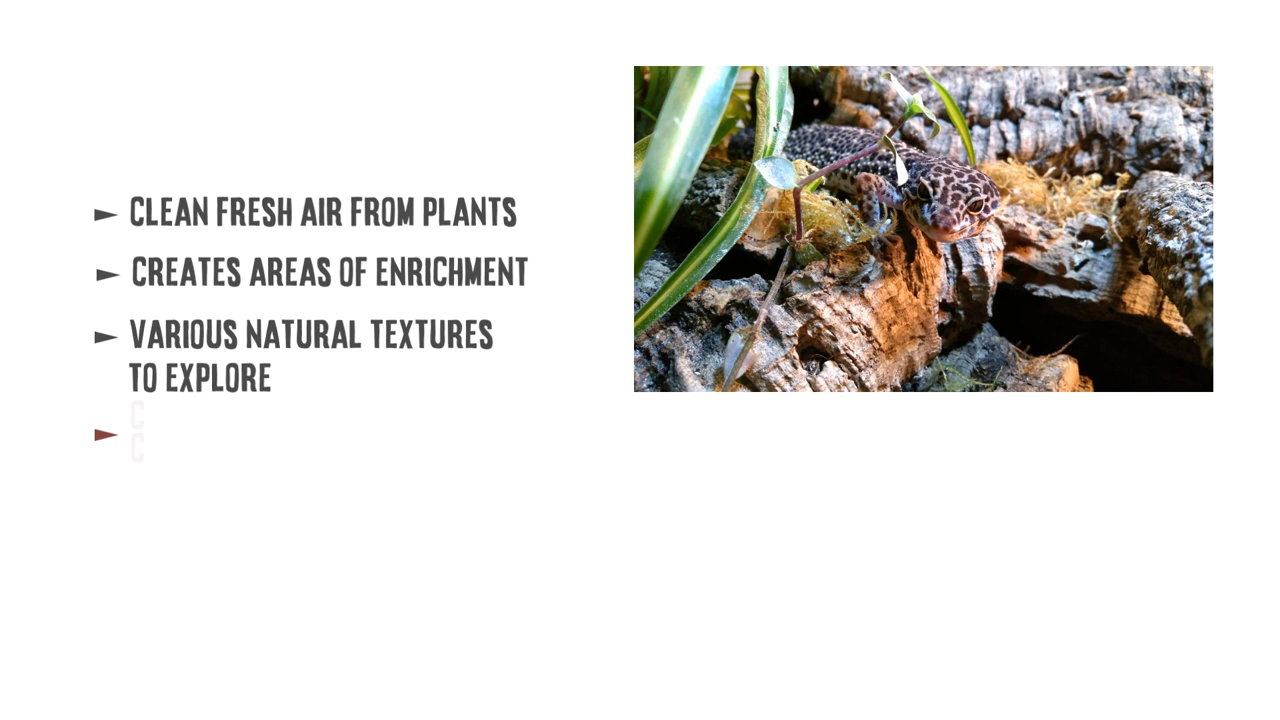 CLEAN FRESH AIR FROM PLANTS
CREATES AREAS OF ENRICHMENT
VARIOUS NATURAL TEXTURES
TO EXPLORE
C
C